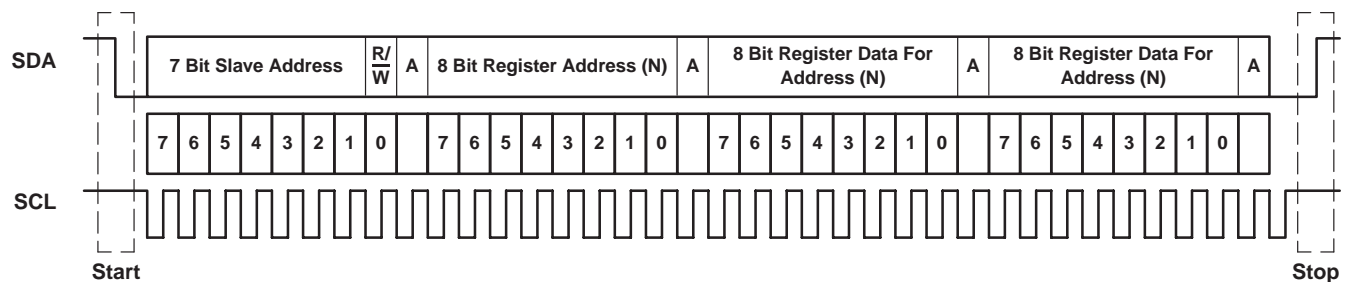 SDA
7 Bit Slave Address
R/
W
A
8 Bit Register Address (N)
A
8 Bit Register Data For
Address (N)
A
8 Bit Register Data For
Address (N)
A
7 6 5 4 3 2 1 0 7 6 5 4 3 2 1 0 7 6 5 4 3 2 1 0 7 6 5 4 3 2 1 0
SCL
Start
Stop